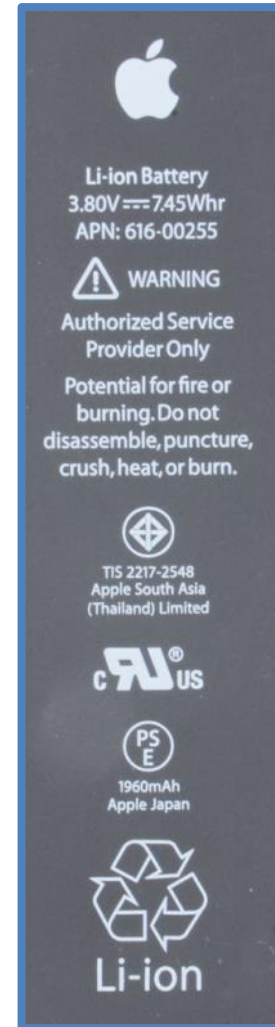 Li-ion Battery
3.80V ⎓ 7.45Whr
APN: 616-00255
WARNING
Authorized Service
Provider Only
Potential for fire or
burning. Do not
disassemble, puncture,
crush, heat, or burn.
TIS 2217-2548
Apple South Asia
(Thailand) Limited
c RU® US
PS
E
1960mAh
Apple Japan
Li-ion